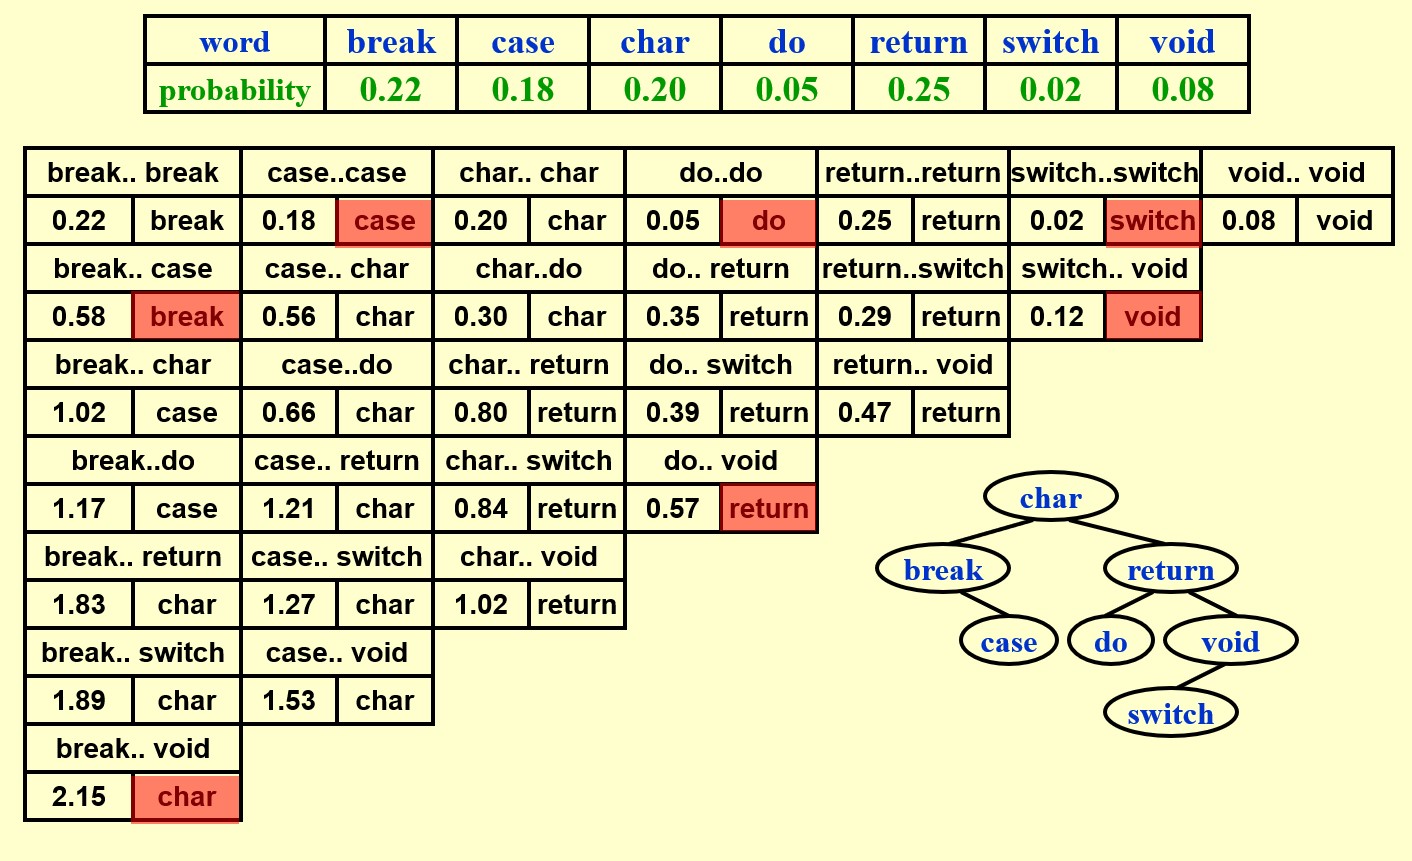 word break case char do return switch void
probability 0.22 0.18 0.20 0.05 0.25 0.02 0.08
break.. break case..case char.. char do..do return..return switch..switch void.. void
0.22 break 0.18 case 0.20 char 0.05 do 0.25 return 0.02 switch 0.08 void
break.. case case.. char char..do do.. return return..switch switch.. void
0.58 break 0.56 char 0.30 char 0.35 return 0.29 return 0.12 void
break.. char case..do char.. return do.. switch return.. void
1.02 case 0.66 char 0.80 return 0.39 return 0.47 return
break..do case.. return char.. switch do.. void
1.17 case 1.21 char 0.84 return 0.57 return
break.. return case.. switch char.. void
1.83 char 1.27 char 1.02 return
break.. switch case.. void
1.89 char 1.53 char
break.. void
2.15 char
char
break return
case do void
switch